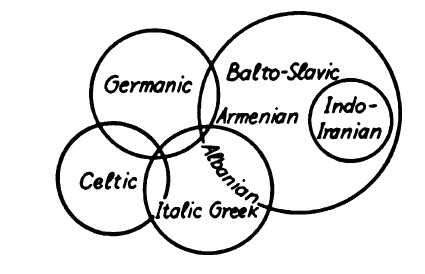 Germanic
Balto-Slavic
Indo-
Iranian
Armenian
Albanian
Celtic
Italic Greek